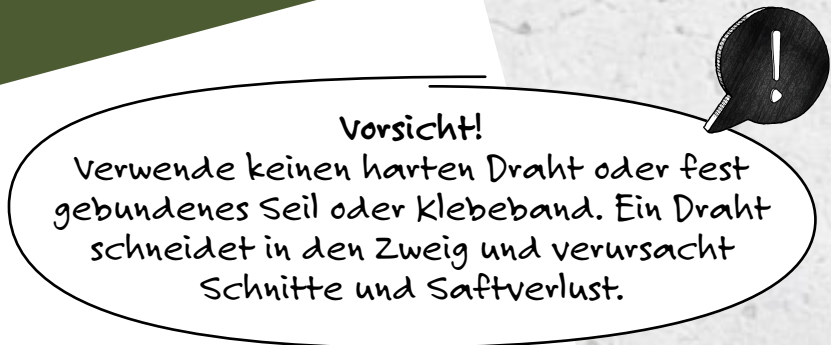 Vorsicht!
Verwende keinen harten Draht oder fest
gebundenes Seil oder Klebeband. Ein Draht
schneidet in den Zweig und verursacht
Schnitte und Saftverlust.